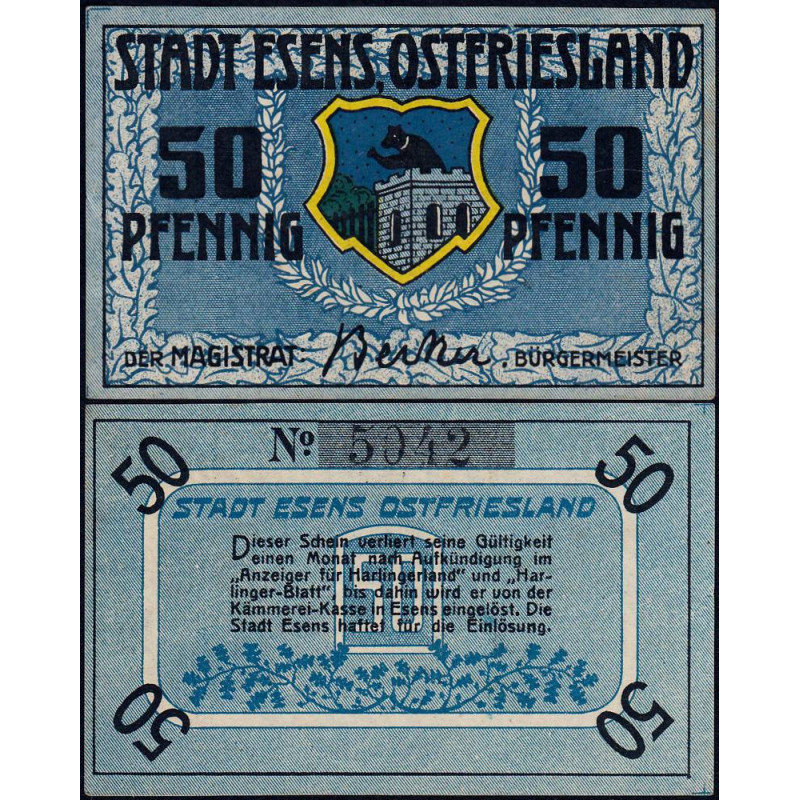 STADT ESENS, OSTFRIESLAND
50 50
PFENNIG PFENNIG
DER MAGISTRAT: Becker, BÜRGERMEISTER
50 No 5042 50
STADT ESENS OSTFRIESLAND
Dieser Schein verliert seine Gültigkeit
einen Monat nach Aufkündigung im
„Anzeiger für Harlingerland" und „Har-
linger-Blatt", bis dahin wird er von der
Kämmerei-Kasse in Esens eingelöst. Die
Stadt Esens haftet für die Einlösung.
50
50 50